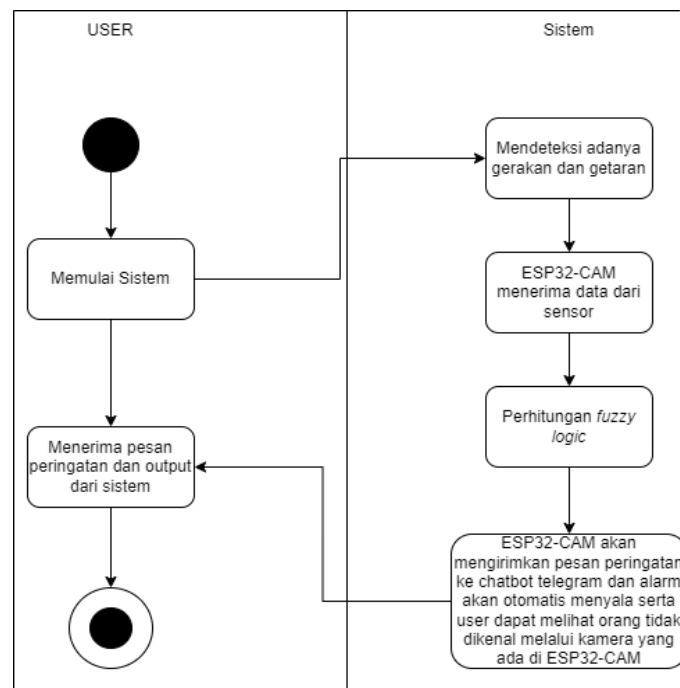 USER
Sistem
Mendeteksi adanya
gerakan dan getaran
Memulai Sistem
ESP32-CAM
menerima data dari
sensor
Perhitungan fuzzy
logic
Menerima pesan
peringatan dan output
dari sistem
ESP32-CAM akan
mengirimkan pesan peringatan
ke chatbot telegram dan alarm
akan otomatis menyala serta
user dapat melihat orang tidak
dikenal melalui kamera yang
ada di ESP32-CAM